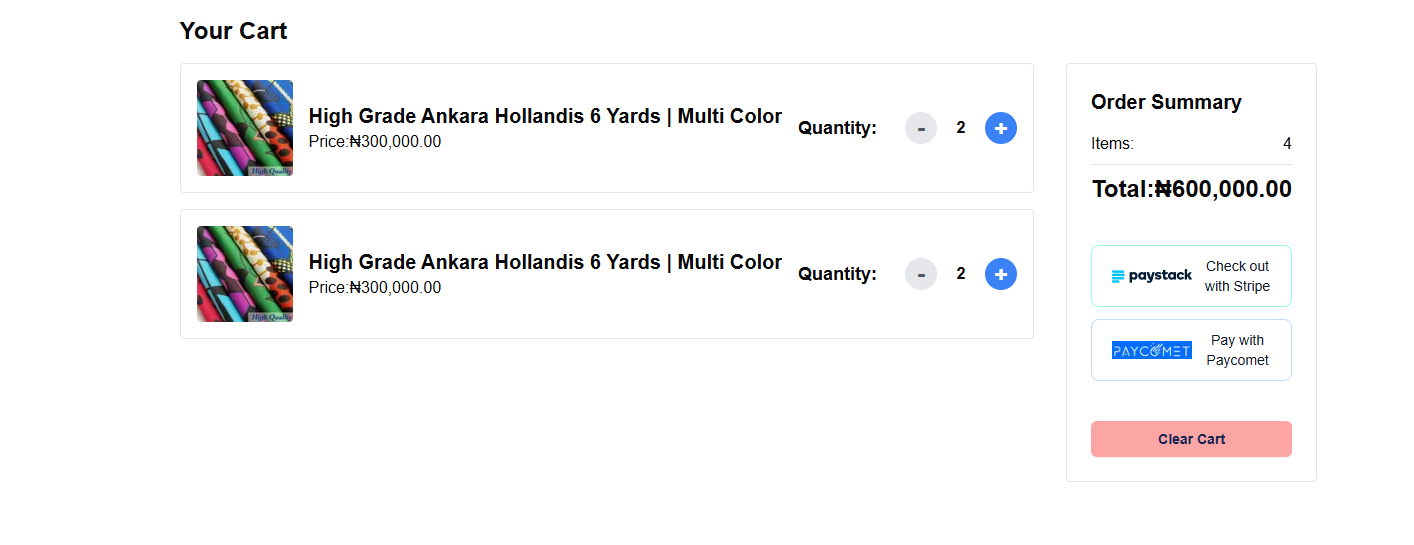 Your Cart
High Grade Ankara Hollandis 6 Yards | Multi Color
Price:₦300,000.00
Quantity: - 2 +
High Quality
High Grade Ankara Hollandis 6 Yards | Multi Color
Price:₦300,000.00
Quantity: - 2 +
High Quality
Order Summary
Items: 4
Total:₦600,000.00
paystack
Check out
with Stripe
PAYCOMET
Pay with
Paycomet
Clear Cart